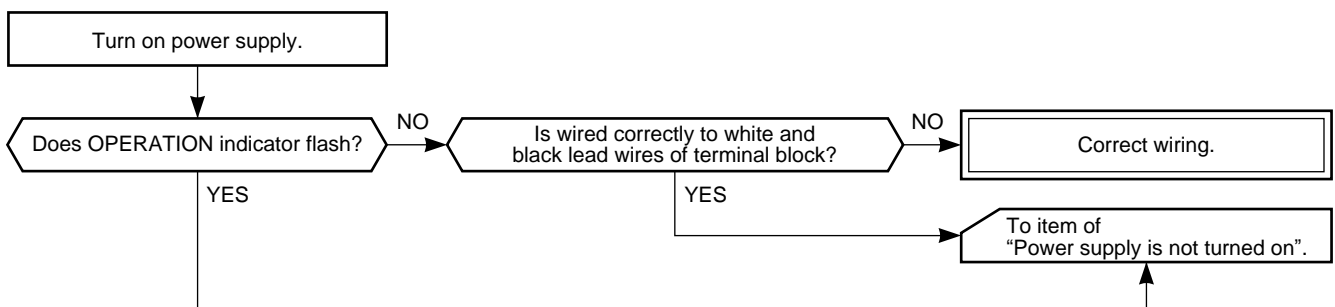 Turn on power supply.
Does OPERATION indicator flash?
NO
Is wired correctly to white and
black lead wires of terminal block?
NO
Correct wiring.
YES
YES
To item of
“Power supply is not turned on”.